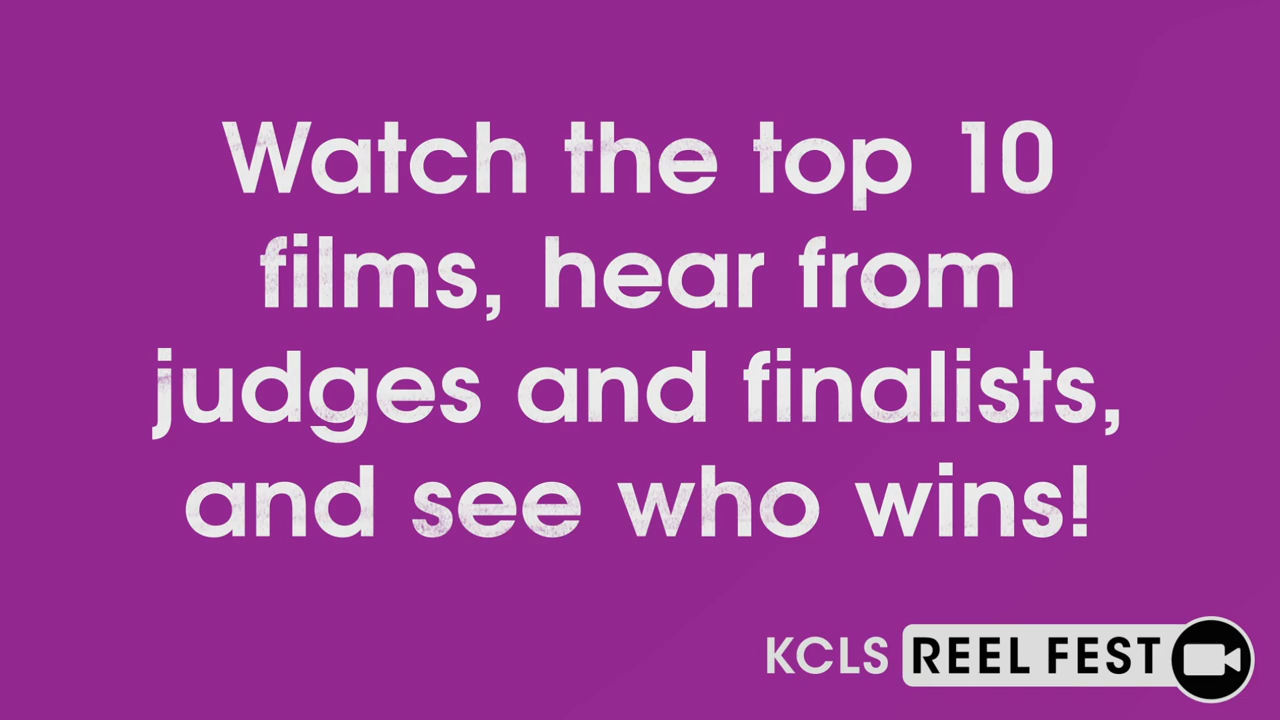 Watch the top 10
films, hear from
judges and finalists,
and see who wins!
KCLS REEL FEST